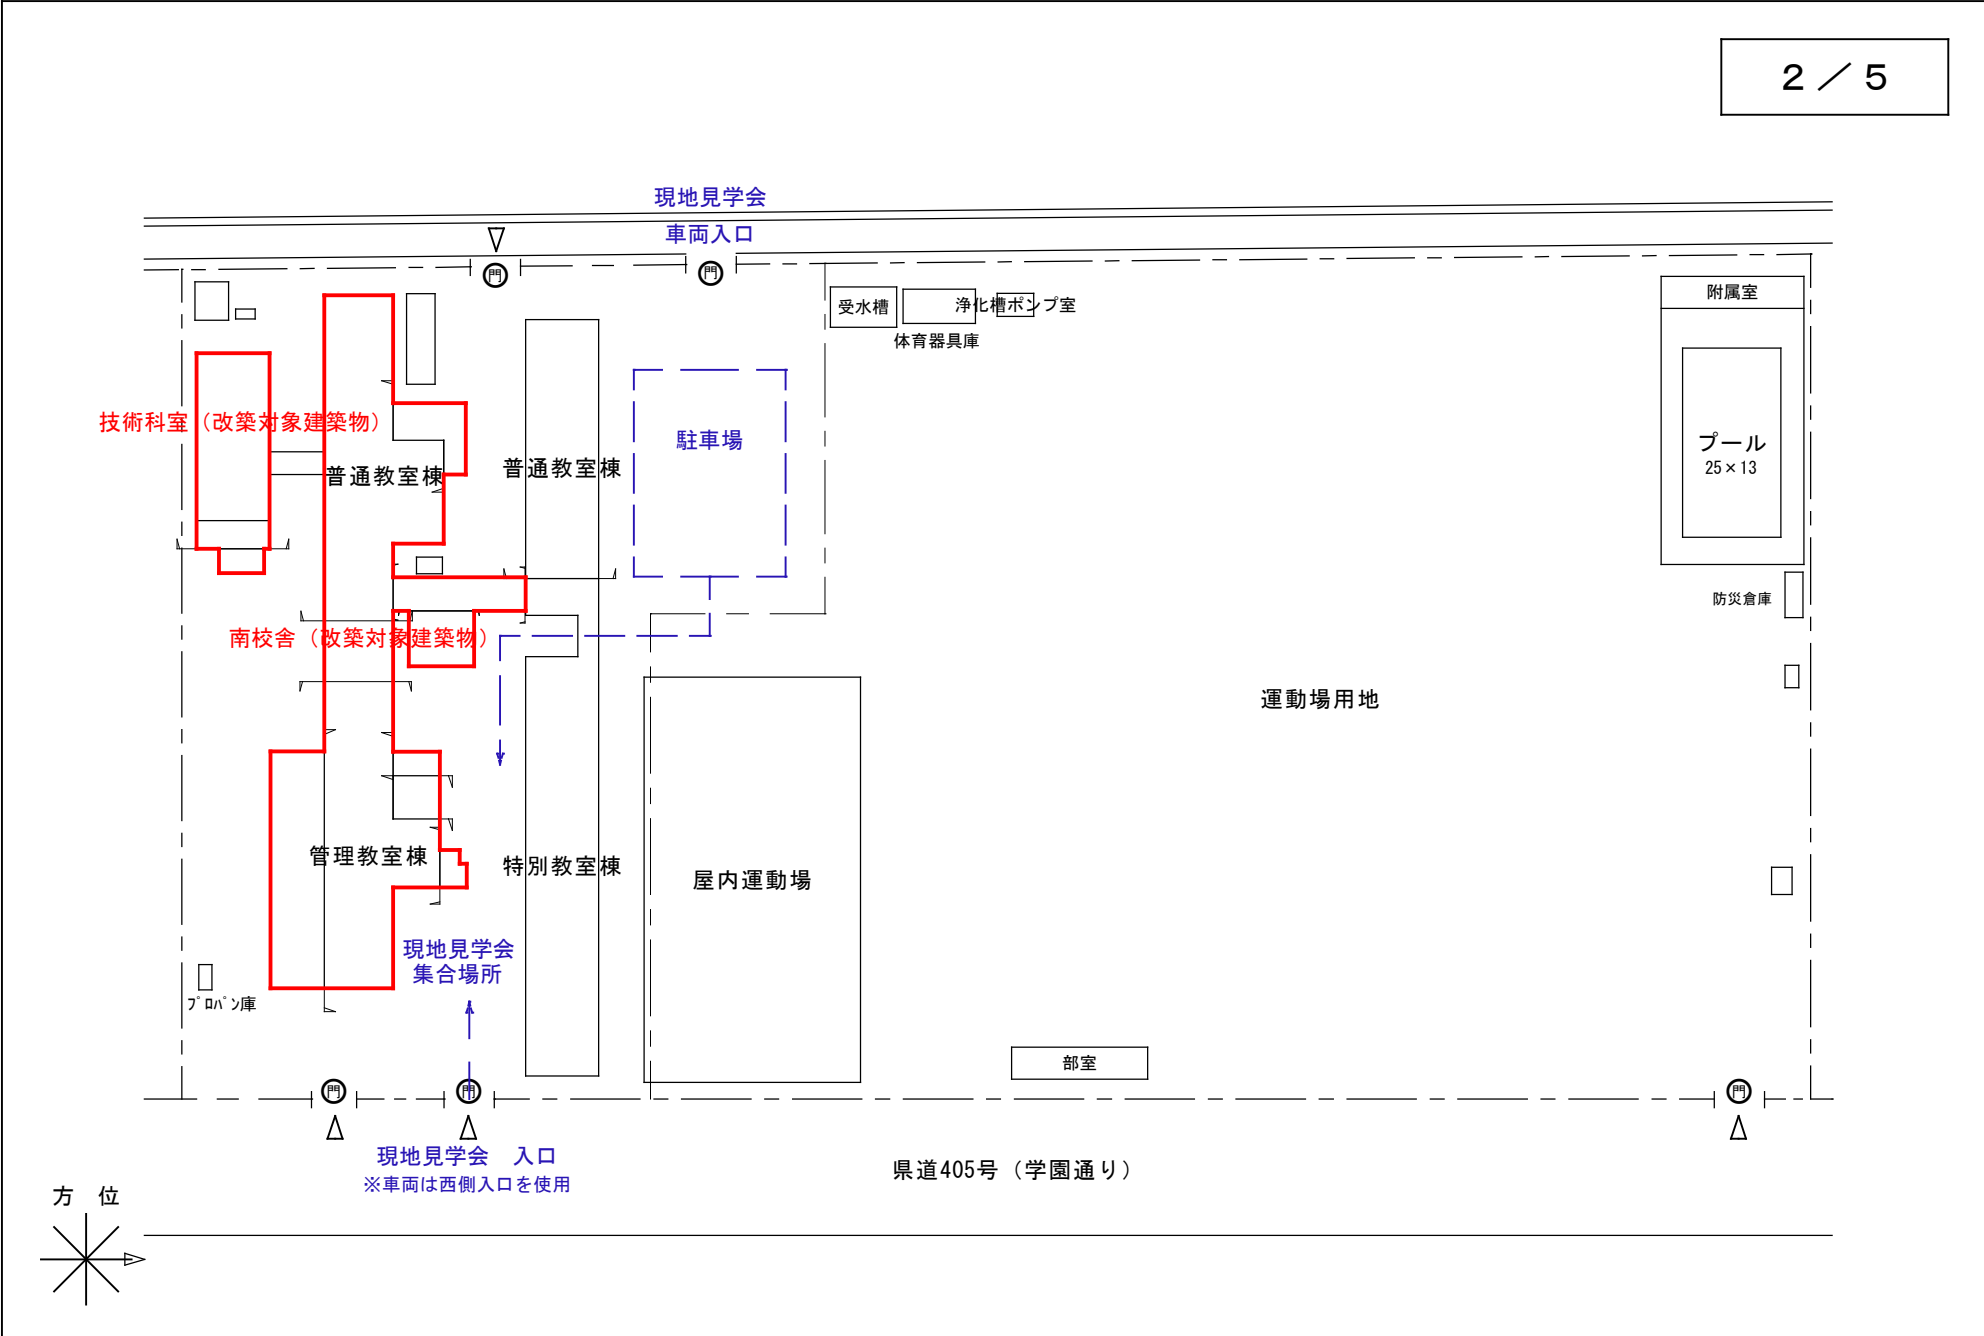 ２／５
現地見学会
車両入口
門
門
受水槽
浄化槽ポンプ室
体育器具庫
附属室
技術科室（改築対象建築物）
普通教室棟
普通教室棟
駐車場
プール
25×13
防災倉庫
南校舎（改築対象建築物）
運動場用地
管理教室棟
特別教室棟
屋内運動場
現地見学会
集合場所
ﾌﾟﾛﾊﾟﾝ庫
部室
門
門
門
現地見学会　入口
※車両は西側入口を使用
県道405号（学園通り）
方　位